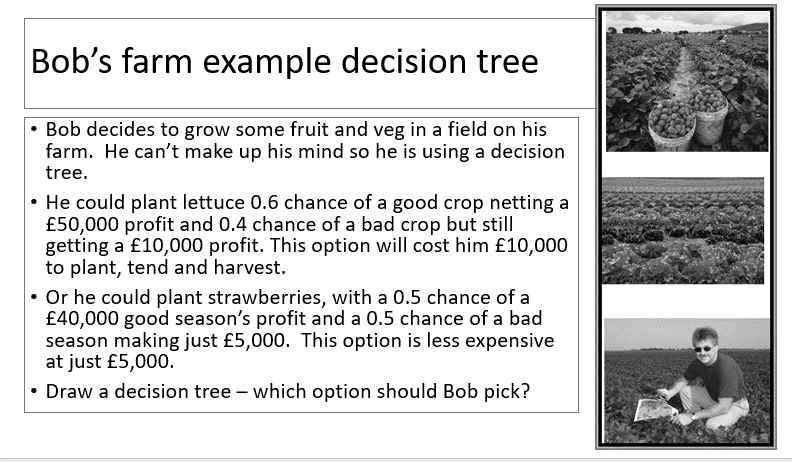 Bob’s farm example decision tree
• Bob decides to grow some fruit and veg in a field on his
farm.  He can’t make up his mind so he is using a decision
tree.
• He could plant lettuce 0.6 chance of a good crop netting a
£50,000 profit and 0.4 chance of a bad crop but still
getting a £10,000 profit. This option will cost him £10,000
to plant, tend and harvest.
• Or he could plant strawberries, with a 0.5 chance of a
£40,000 good season’s profit and a 0.5 chance of a bad
season making just £5,000.  This option is less expensive
at just £5,000.
• Draw a decision tree – which option should Bob pick?